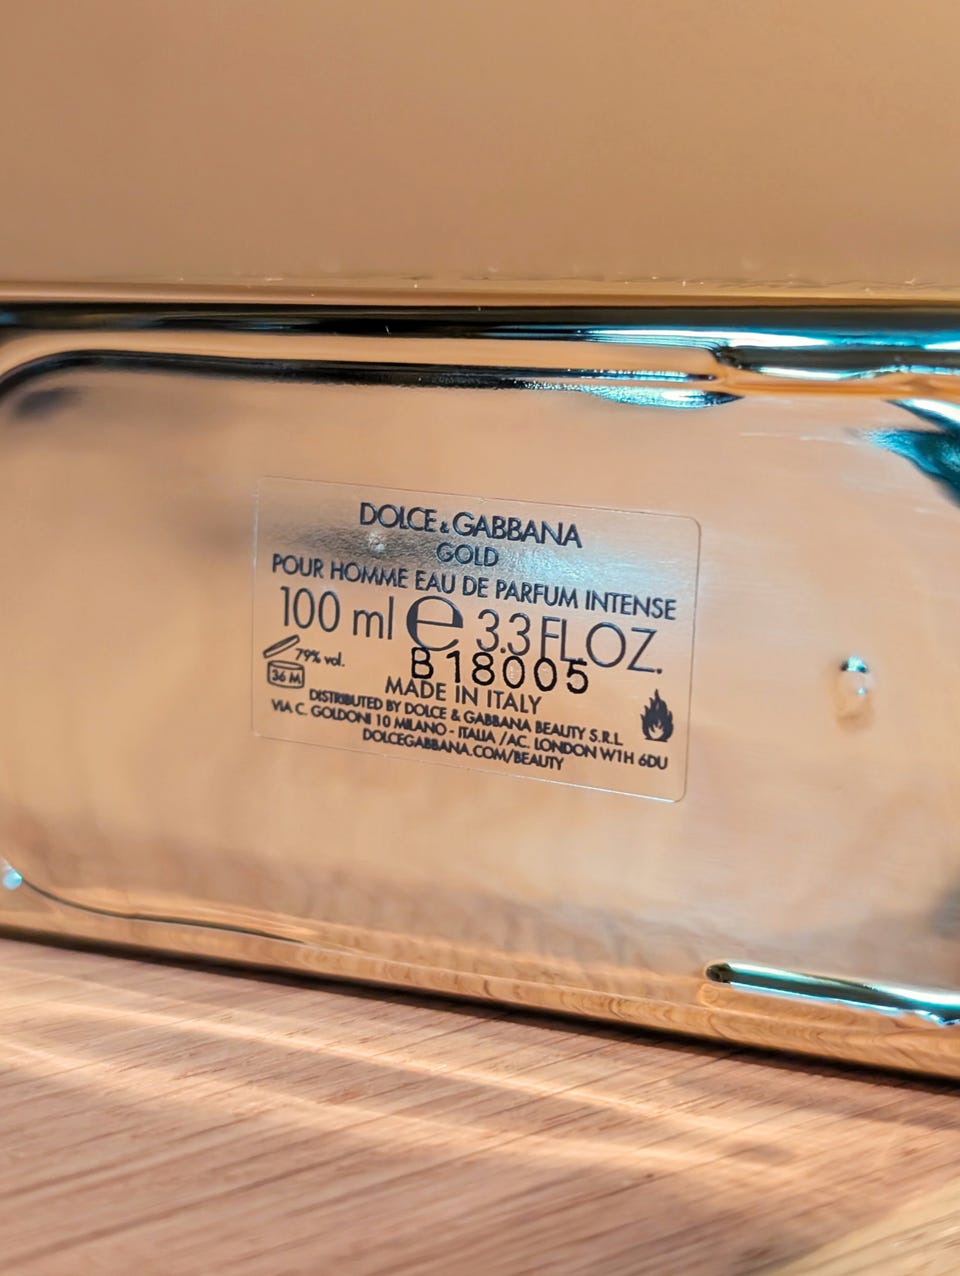 DOLCE & GABBANA
GOLD
POUR HOMME EAU DE PARFUM INTENSE
100 ml ℮ 3.3 FL OZ.
79% vol.
B18005
36 M
MADE IN ITALY
DISTRIBUTED BY DOLCE & GABBANA BEAUTY S.R.L
VIA C. GOLDONI 10 MILANO - ITALIA /AC. LONDON W1H 6DU
DOLCEGABBANA.COM/BEAUTY